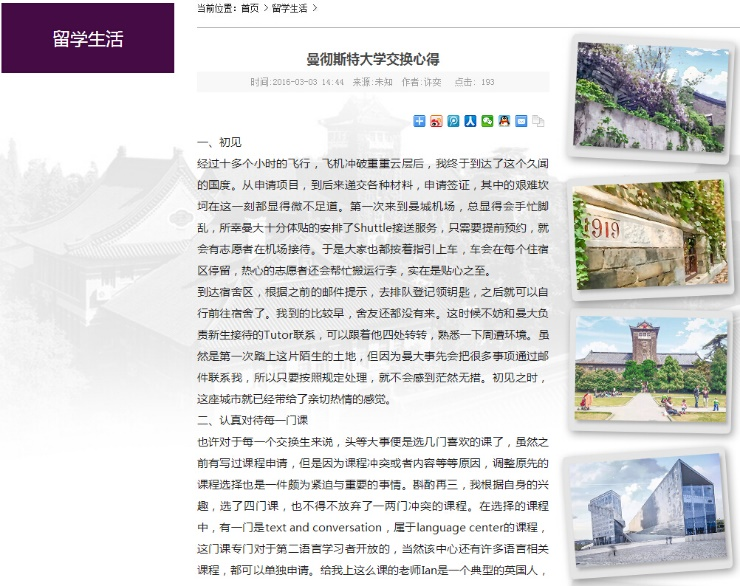 留学生活
当前位置：首页 > 留学生活 >
曼彻斯特大学交换心得
时间:2016-03-03 14:44 来源:未知 作者:许奕 点击: 193
一、初见
经过十多个小时的飞行，飞机冲破重重云层后，我终于到达了这个久闻
的国度。从申请项目，到后来递交各种材料，申请签证，其中的艰难坎
坷在这一刻都显得微不足道。第一次来到曼城机场，总显得会手忙脚
乱，所幸曼大十分体贴的安排了Shuttle接送服务，只需要提前预约，就
会有志愿者在机场接待。于是大家也都按着指引上车，车会在每个住宿
区停留，热心的志愿者还会帮忙搬运行李，实在是贴心之至。
到达宿舍区，根据之前的邮件提示，去排队登记领钥匙，之后就可以自
行前往宿舍了。我到的比较早，舍友还都没有来。这时候不妨和曼大负
责新生接待的Tutor联系，可以跟着他四处转转，熟悉一下周遭环境。虽
然是第一次踏上这片陌生的土地，但因为曼大事先会把很多事项通过邮
件联系我，所以只要按照规定处理，就不会感到茫然无措。初见之时，
这座城市就已经带给了亲切热情的感觉。
二、认真对待每一门课
也许对于每一个交换生来说，头等大事便是选几门喜欢的课了，虽然之
前有写过课程申请，但是因为课程冲突或者内容等等原因，调整原先的
课程选择也是一件颇为紧迫与重要的事情。斟酌再三，我根据自身的兴
趣，选了四门课，也不得不放弃了一两门冲突的课程。在选择的课程
中，有一门是text and conversation，属于language center的课程，
这门课专门对于第二语言学习者开放的，当然该中心还有许多语言相关
课程，都可以单独申请。给我上这么课的老师Ian是一个典型的英国人，
1919